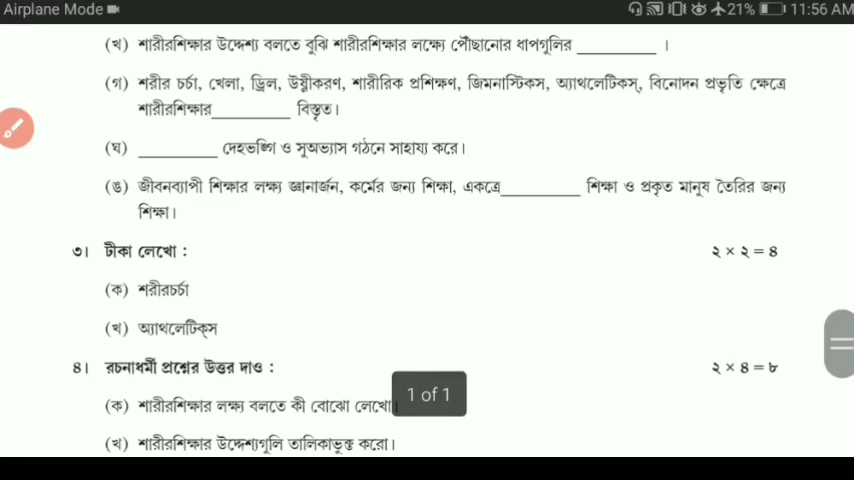 Airplane Mode 21% 11:56 AM
(খ) শারীরশিক্ষার উদ্দেশ্য বলতে বুঝি শারীরশিক্ষার লক্ষ্যে পৌঁছানোর ধাপগুলির __________ ।
(গ) শরীর চর্চা, খেলা, ড্রিল, উষ্ণীকরণ, শারীরিক প্রশিক্ষণ, জিমনাস্টিকস, অ্যাথলেটিকস্, বিনোদন প্রভৃতি ক্ষেত্রে
শারীরশিক্ষার__________ বিস্তৃত।
(ঘ) __________ দেহভঙ্গি ও সুঅভ্যাস গঠনে সাহায্য করে।
(ঙ) জীবনব্যাপী শিক্ষার লক্ষ্য জ্ঞানার্জন, কর্মের জন্য শিক্ষা, একত্রে__________ শিক্ষা ও প্রকৃত মানুষ তৈরির জন্য
শিক্ষা।
৩। টীকা লেখো : ২ × ২ = ৪
(ক) শরীরচর্চা
(খ) অ্যাথলেটিক্‌স
৪। রচনাধর্মী প্রশ্নের উত্তর দাও : ২ × ৪ = ৮
(ক) শারীরশিক্ষার লক্ষ্য বলতে কী বোঝো লেখো।
1 of 1
(খ) শারীরশিক্ষার উদ্দেশ্যগুলি তালিকাভুক্ত করো।